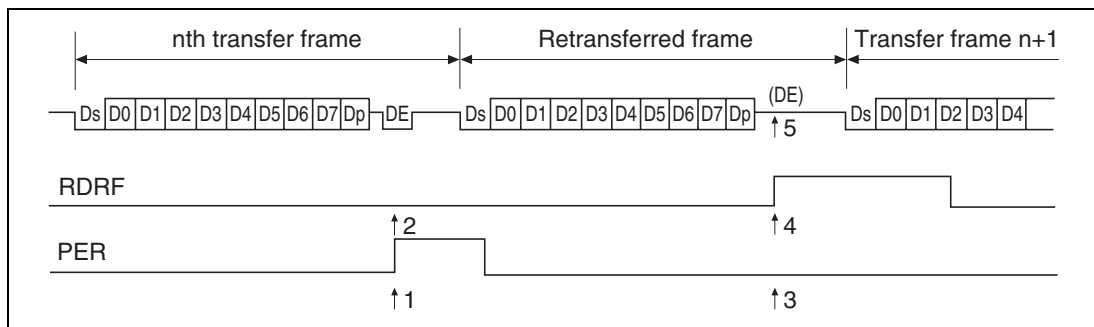 nth transfer frame Retransferred frame Transfer frame n+1
(DE)
Ds D0 D1 D2 D3 D4 D5 D6 D7 Dp DE Ds D0 D1 D2 D3 D4 D5 D6 D7 Dp Ds D0 D1 D2 D3 D4
5
RDRF
2 4
PER
1 3